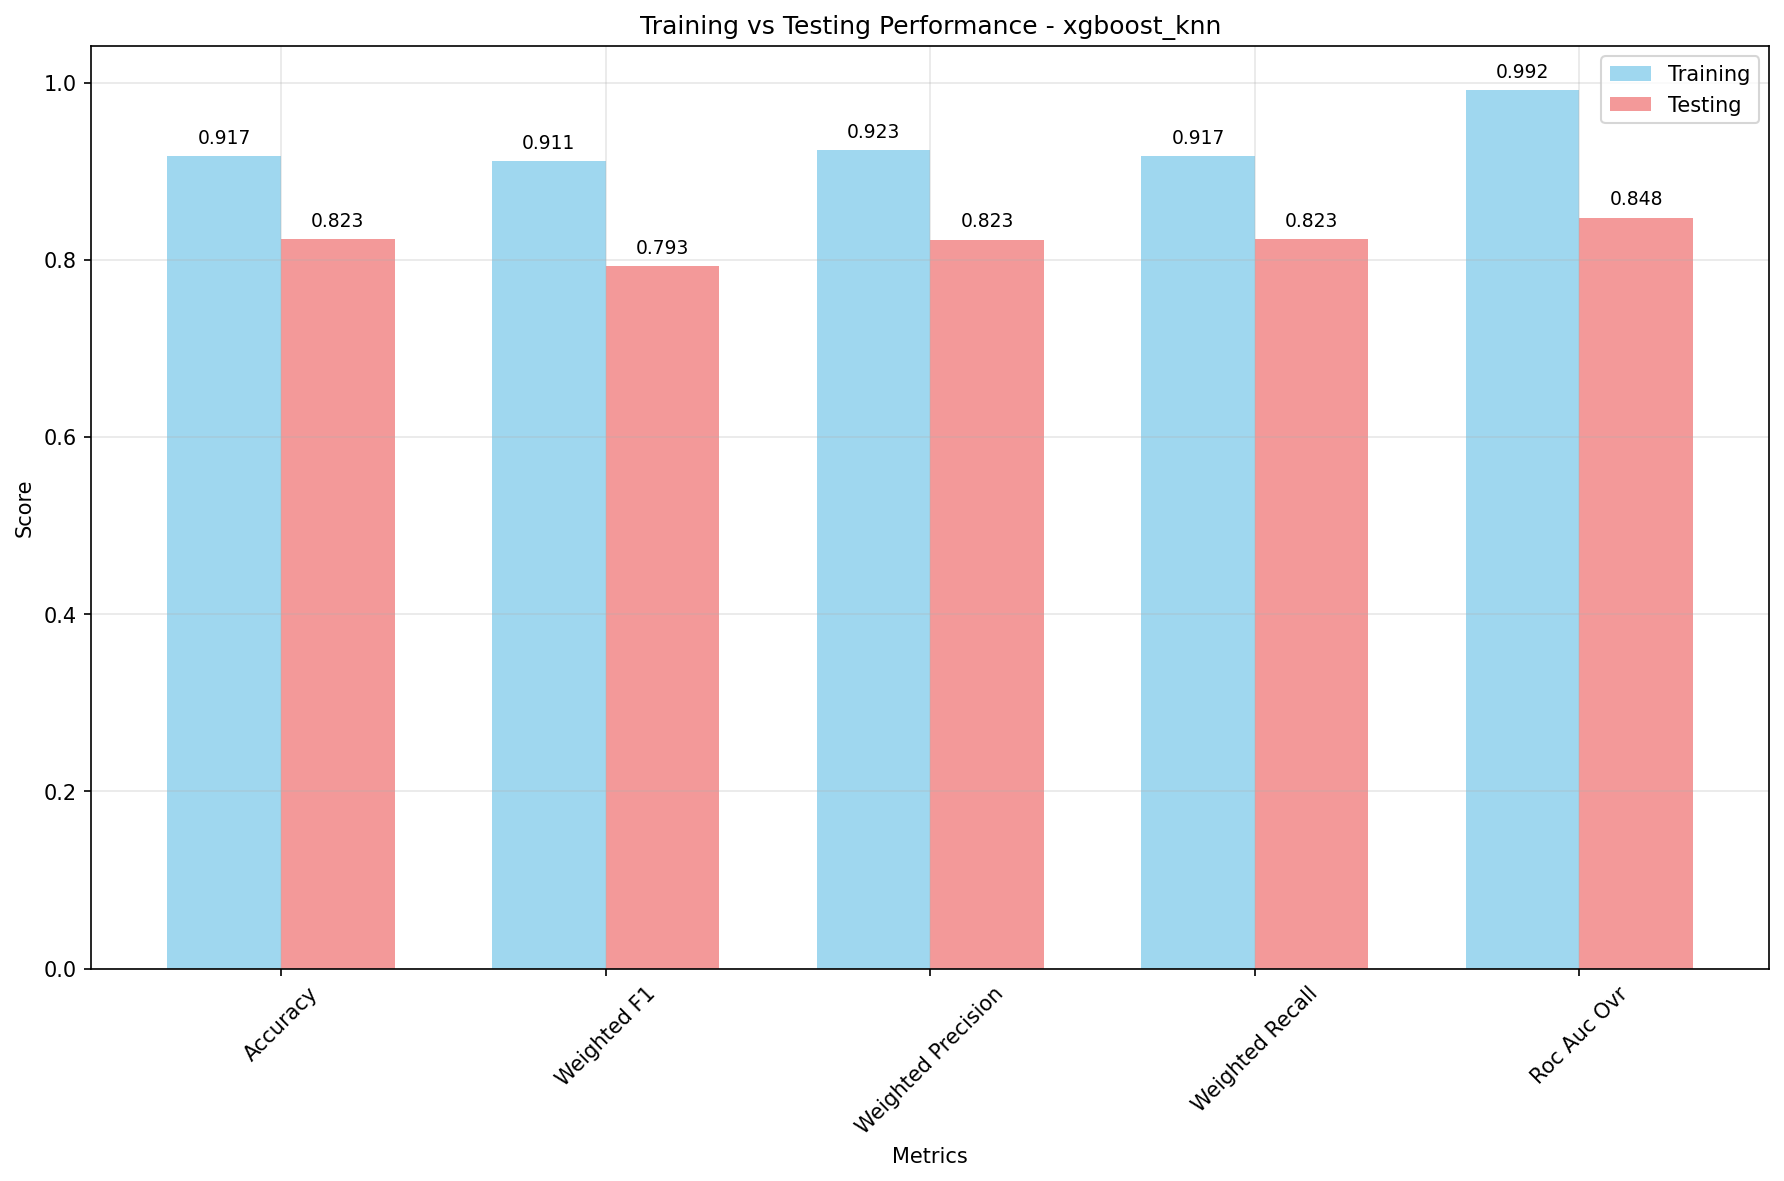 Training vs Testing Performance - xgboost_knn
Training
Testing
Score
1.0
0.8
0.6
0.4
0.2
0.0
0.917
0.823
0.911
0.793
0.923
0.823
0.917
0.823
0.992
0.848
Accuracy
Weighted F1
Weighted Precision
Weighted Recall
Roc Auc Ovr
Metrics